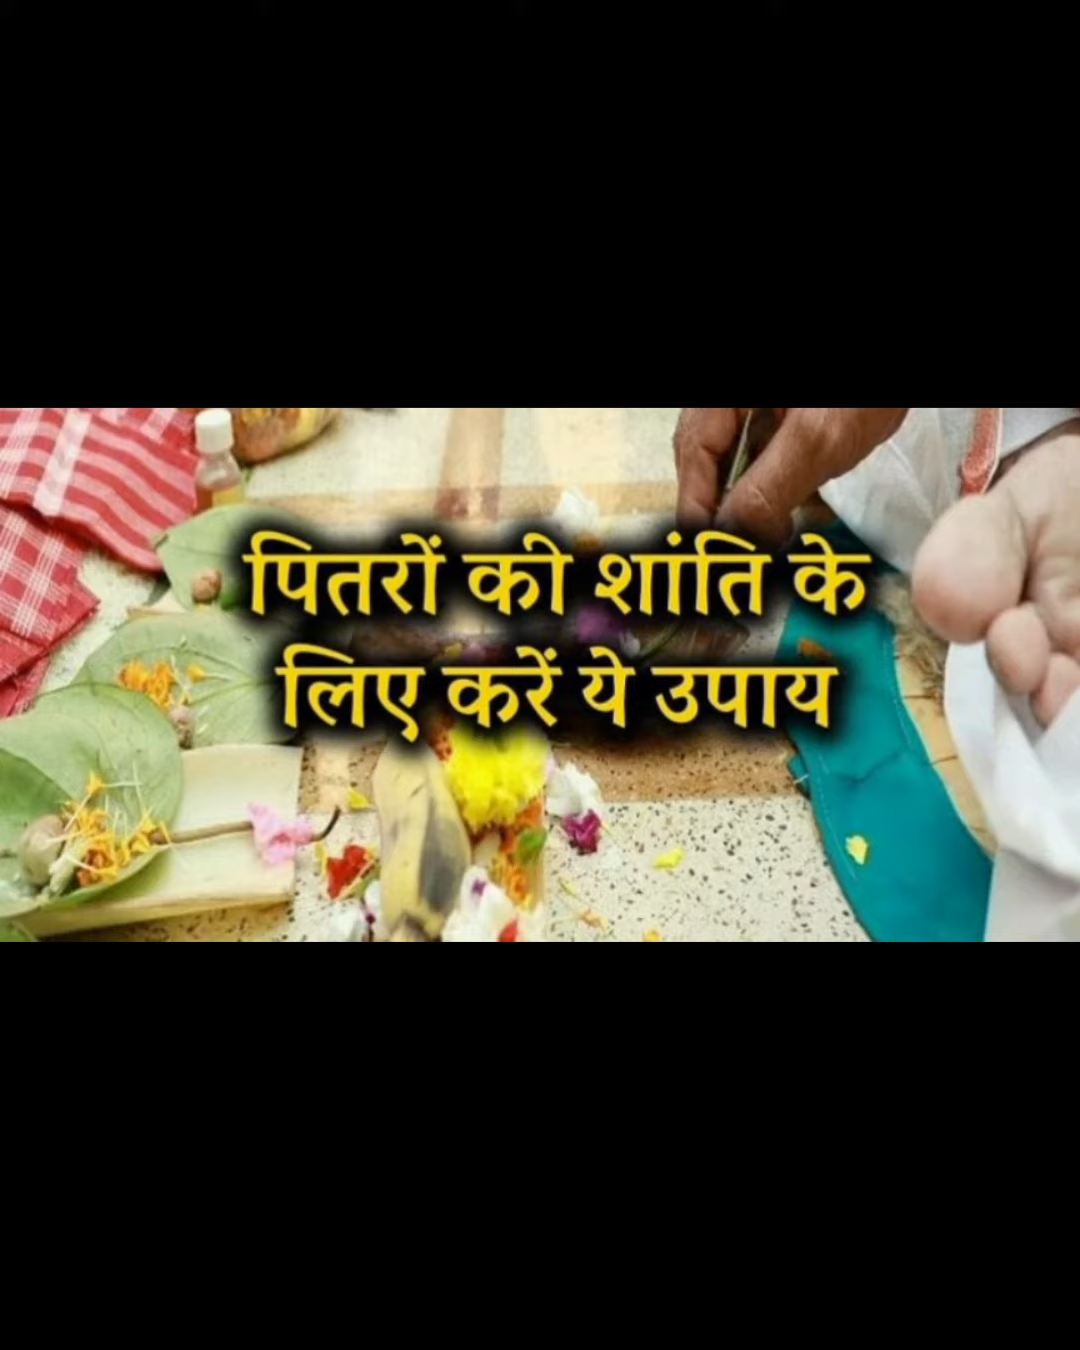 पितरों की शांति के
लिए करें ये उपाय